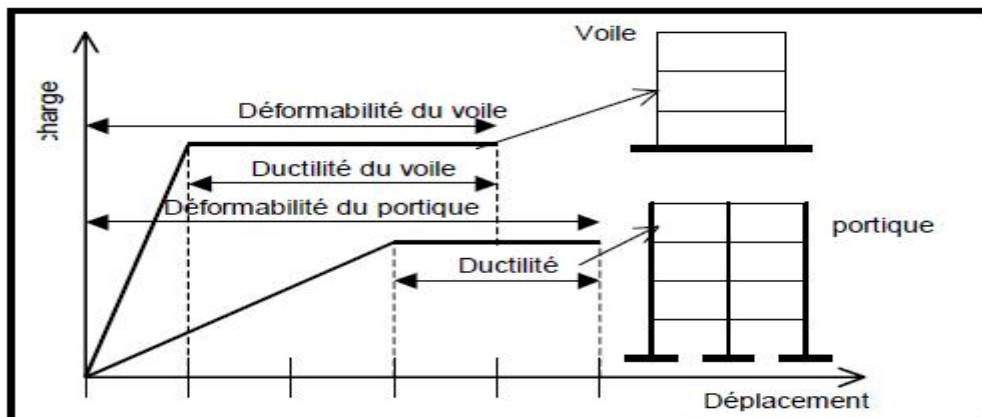 Voile
charge
Déformabilité du voile
Ductilité du voile
Déformabilité du portique
portique
Ductilité
Déplacement